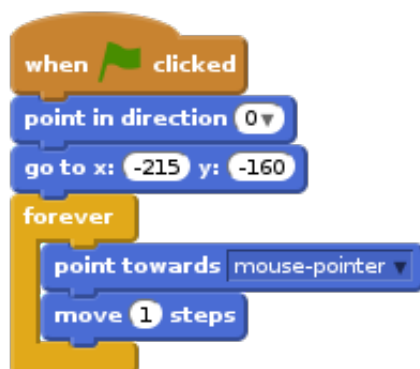 when clicked
point in direction 0
go to x: -215 y: -160
forever
point towards mouse-pointer
move 1 steps